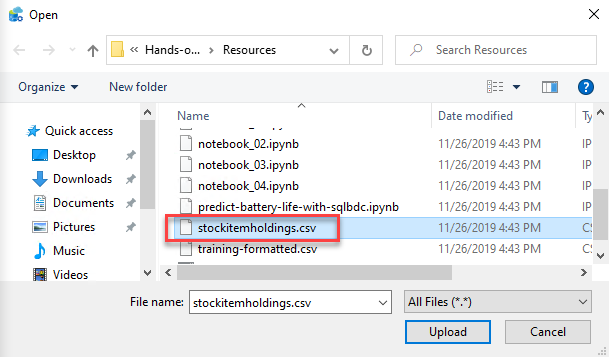 Open
Hands-o... Resources
Search Resources
Organize
New folder
Name
Date modified
Ty
Quick access
Desktop
Downloads
Documents
Pictures
Music
Videos
notebook_02.ipynb 11/26/2019 4:43 PM IP
notebook_03.ipynb 11/26/2019 4:43 PM IP
notebook_04.ipynb 11/26/2019 4:43 PM IP
predict-battery-life-with-sqlbdc.ipynb 11/26/2019 4:43 PM IP
stockitemholdings.csv 11/26/2019 4:43 PM CS
training-formatted.csv 11/26/2019 4:43 PM CS
File name: stockitemholdings.csv All Files (*.*)
Upload Cancel